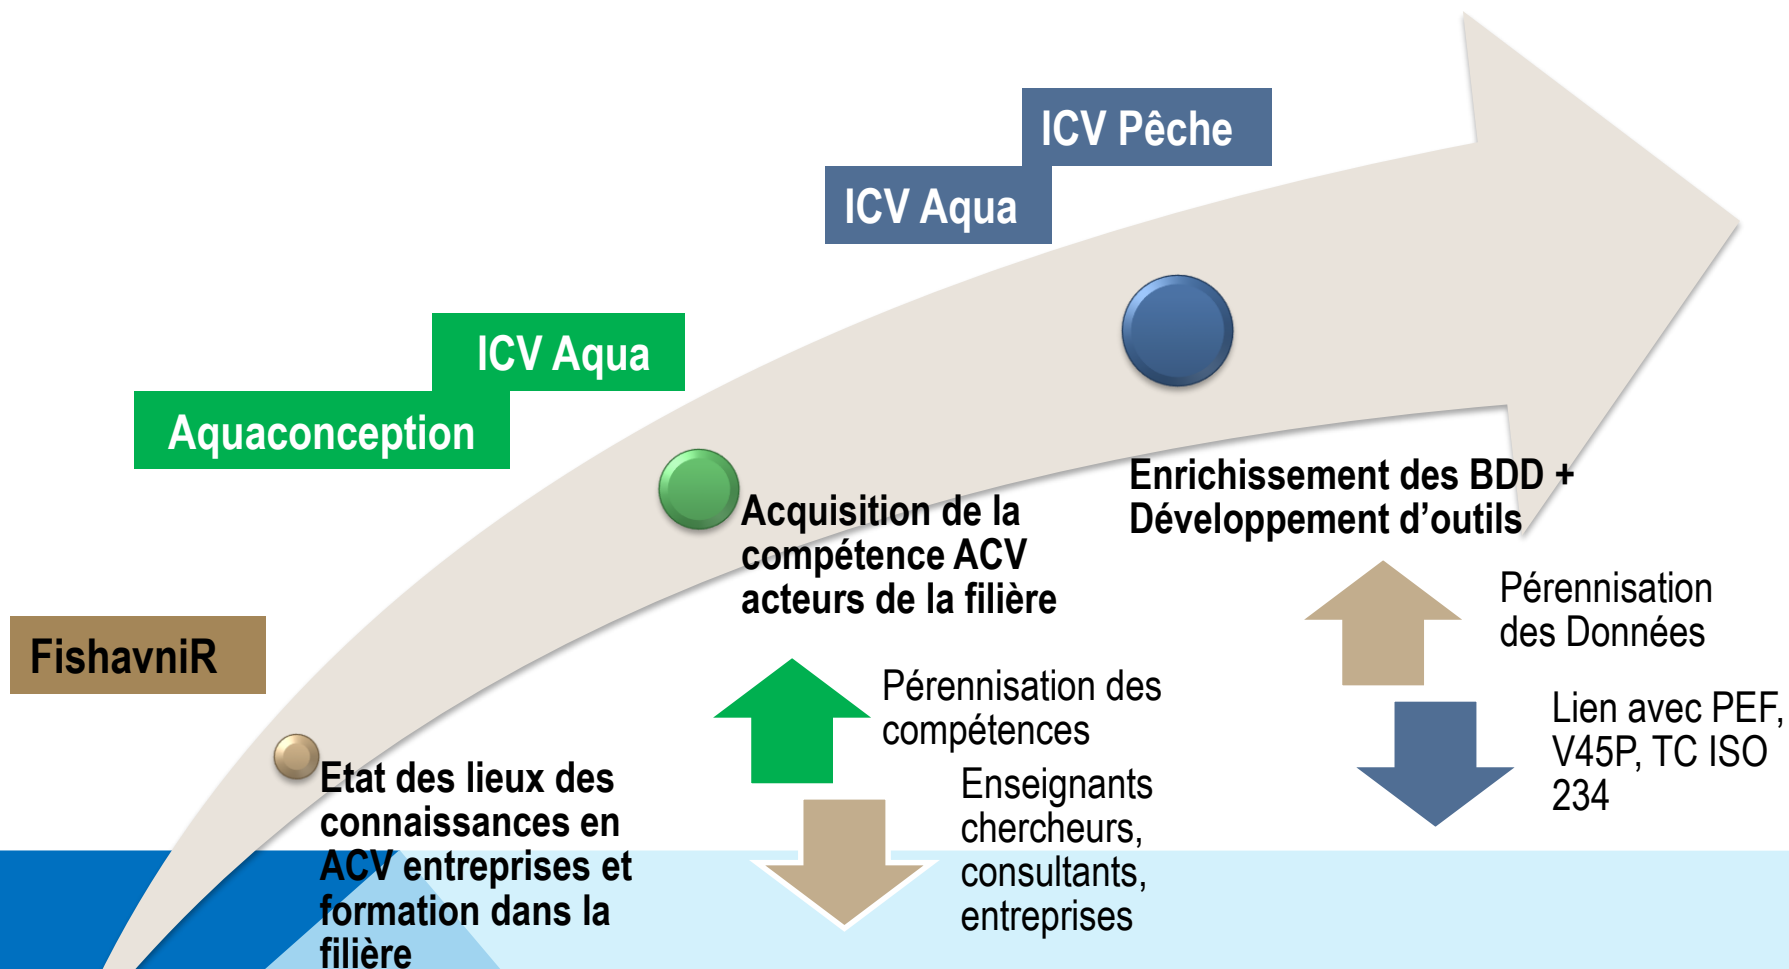 ICV Pêche
ICV Aqua
ICV Aqua
Aquaconception
FishavniR
Etat des lieux des
connaissances en
ACV entreprises et
formation dans la
filière
Acquisition de la
compétence ACV
acteurs de la filière
Pérennisation des
compétences
Enseignants
chercheurs,
consultants,
entreprises
Enrichissement des BDD +
Développement d’outils
Pérennisation
des Données
Lien avec PEF,
V45P, TC ISO
234